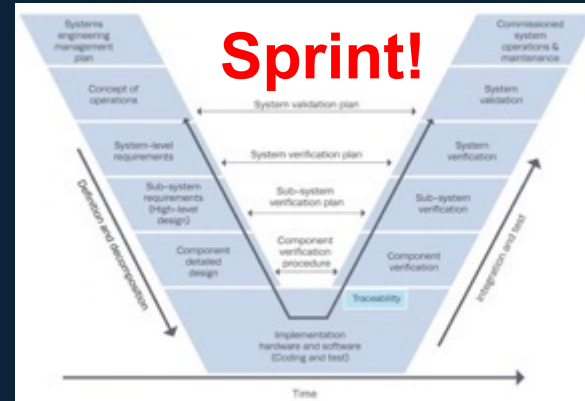 Sprint!
Systems
engineering
management
plan
Commissioned
system
operations &
maintenance
Concept of
operations
System validation plan
System
validation
System-level
requirements
System verification plan
System
verification
Sub-system
requirements
(High-level
design)
Sub-system
verification plan
Sub-system
verification
Component
detailed
design
Component
verification
procedure
Component
verification
Definition and decomposition
Integration and test
Traceability
Implementation
hardware and software
(Coding and test)
Time